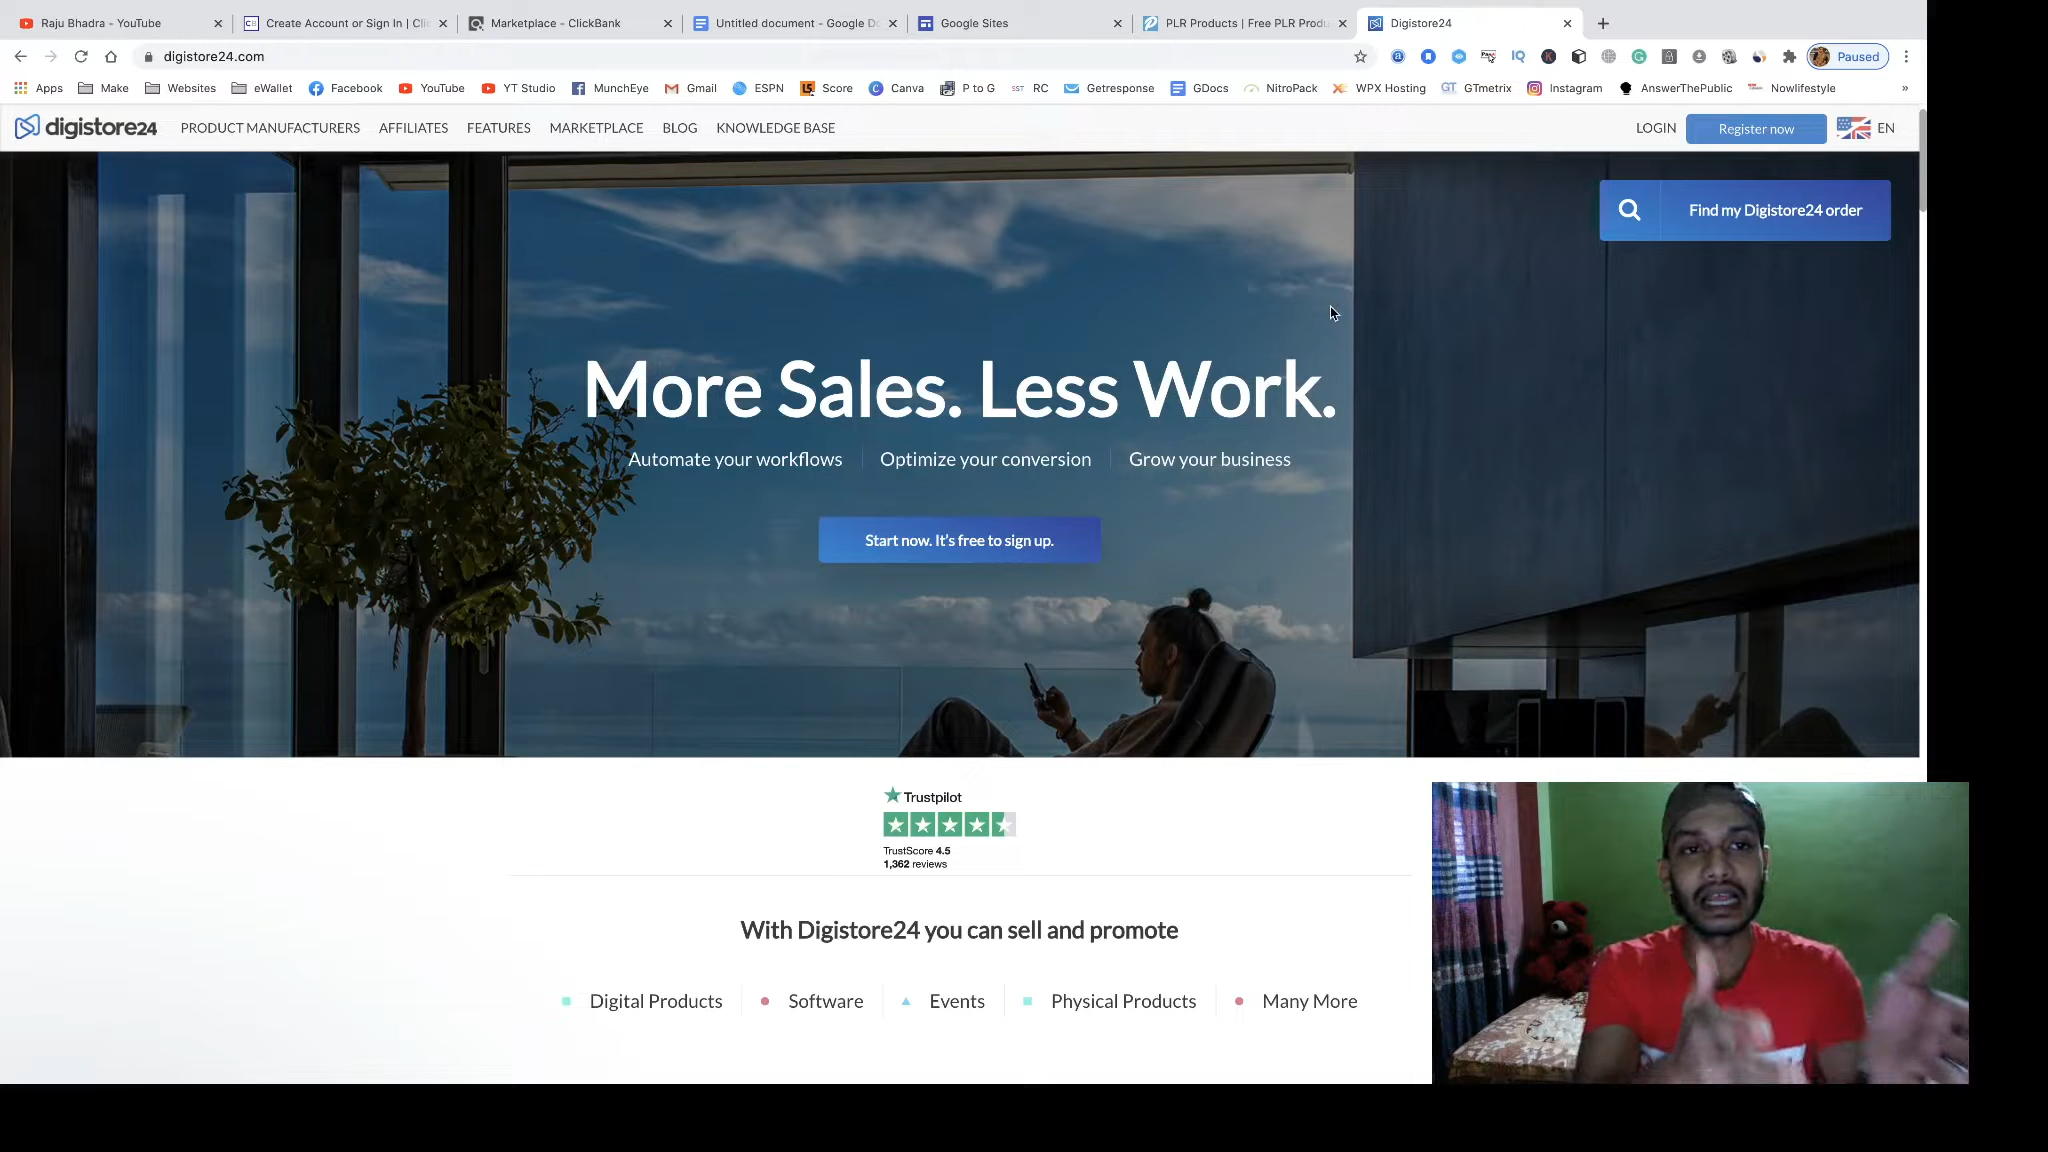 Raju Bhadra - YouTube
Create Account or Sign In | Clic
Marketplace - ClickBank
Untitled document - Google Do
Google Sites
PLR Products | Free PLR Produ
Digistore24
digistore24.com
Paused
Apps
Make
Websites
eWallet
Facebook
YouTube
YT Studio
MunchEye
Gmail
ESPN
Score
Canva
P to G
SST RC
Getresponse
GDocs
NitroPack
WPX Hosting
GT GTmetrix
Instagram
AnswerThePublic
Nowlifestyle
»
digistore24
PRODUCT MANUFACTURERS
AFFILIATES
FEATURES
MARKETPLACE
BLOG
KNOWLEDGE BASE
LOGIN
Register now
EN
Find my Digistore24 order
More Sales. Less Work.
Automate your workflows
Optimize your conversion
Grow your business
Start now. It's free to sign up.
Trustpilot
TrustScore 4.5
1,362 reviews
With Digistore24 you can sell and promote
Digital Products
Software
Events
Physical Products
Many More